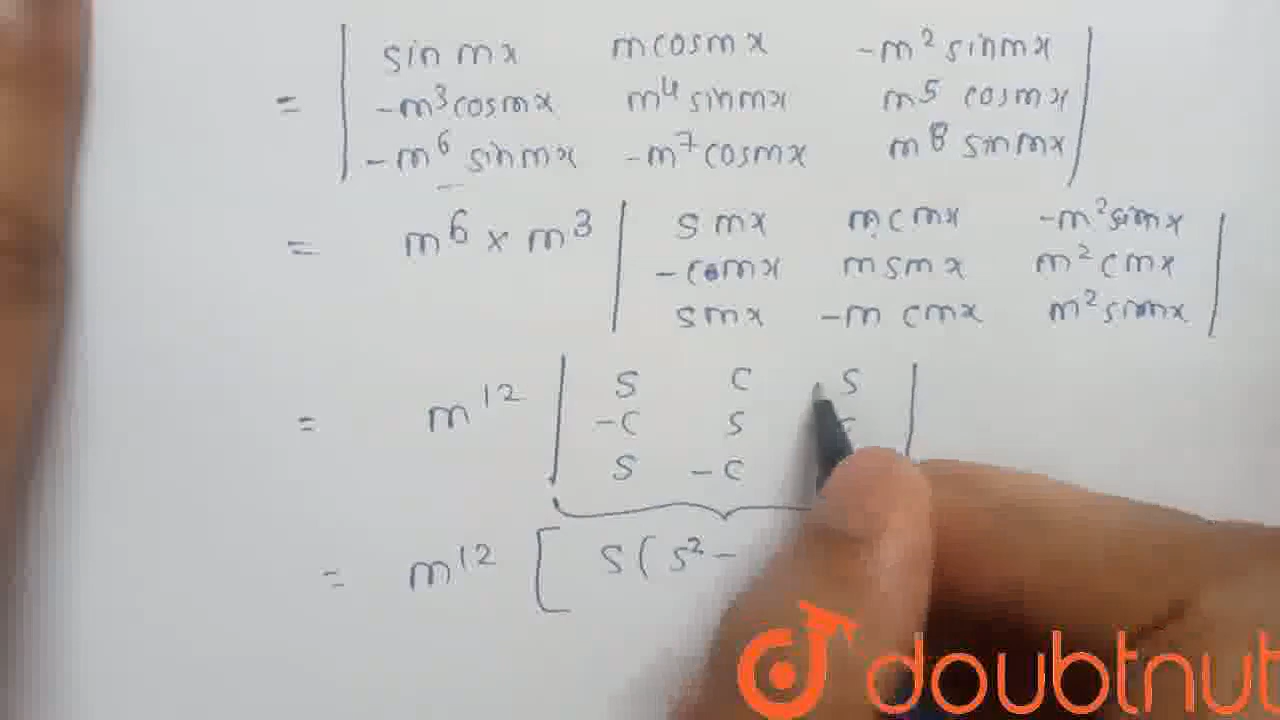 sin mx m cos mx -m² sin mx
= -m³ cos mx m⁴ sin mx m⁵ cos mx
-m⁶ sin mx -m⁷ cos mx m⁸ sin mx
= m⁶ × m³ s mx m c mx -m² sin mx
-cos mx m s mx m² c mx
s mx -m c mx m² sin mx
= m¹² s c s
-c s
s -c
= m¹² [ s ( s² -
doubtnut